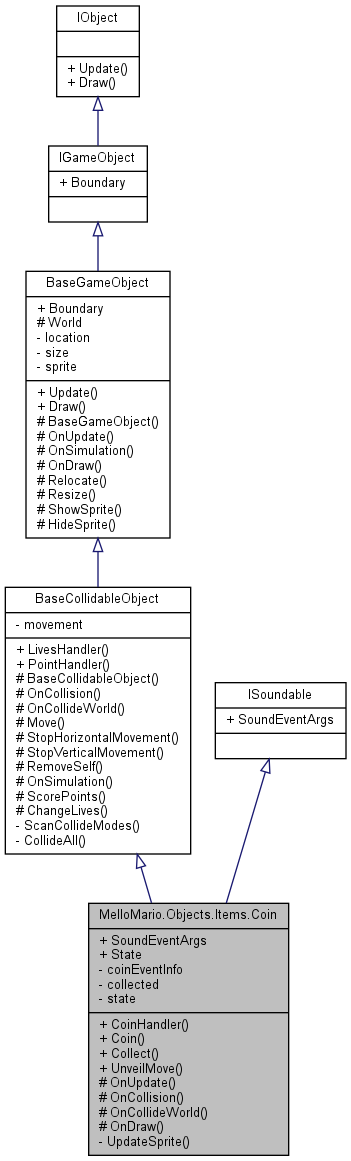 IObject
+ Update()
+ Draw()
IGameObject
+ Boundary
BaseGameObject
+ Boundary
# World
- location
- size
- sprite
+ Update()
+ Draw()
# BaseGameObject()
# OnUpdate()
# OnSimulation()
# OnDraw()
# Relocate()
# Resize()
# ShowSprite()
# HideSprite()
BaseCollidableObject
- movement
+ LivesHandler()
+ PointHandler()
# BaseCollidableObject()
# OnCollision()
# OnCollideWorld()
# Move()
# StopHorizontalMovement()
# StopVerticalMovement()
# RemoveSelf()
# OnSimulation()
# ScorePoints()
# ChangeLives()
- ScanCollideModes()
- CollideAll()
ISoundable
+ SoundEventArgs
MelloMario.Objects.Items.Coin
+ SoundEventArgs
+ State
- coinEventInfo
- collected
- state
+ CoinHandler()
+ Coin()
+ Collect()
+ UnveilMove()
# OnUpdate()
# OnCollision()
# OnCollideWorld()
# OnDraw()
- UpdateSprite()